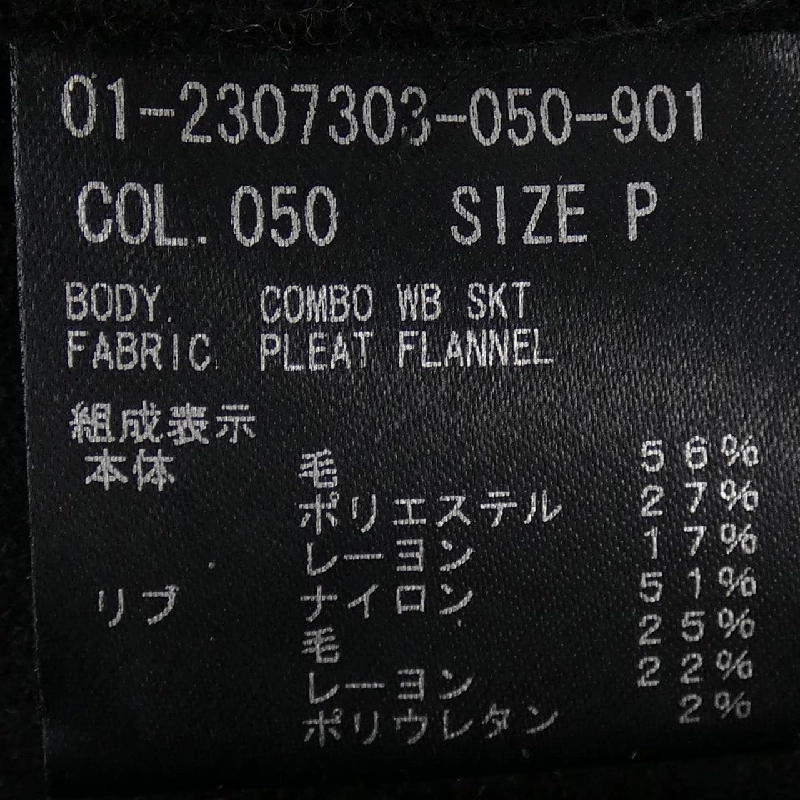 01-2307303-050-901
COL. 050 SIZE P
BODY. COMBO WB SKT
FABRIC. PLEAT FLANNEL
組成表示
本体 毛 56%
ポリエステル 27%
レーヨン 17%
リブ ナイロン 51%
毛 25%
レーヨン 22%
ポリウレタン 2%